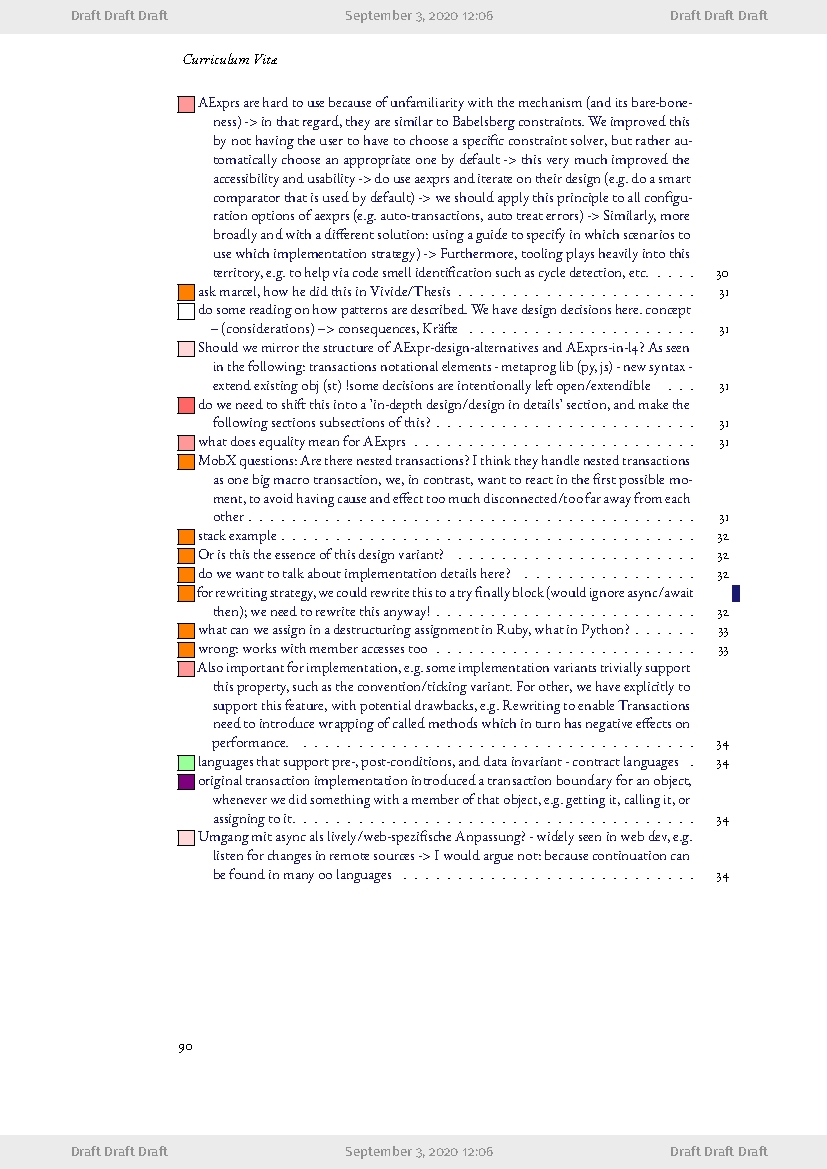 Draft Draft Draft September 3, 2020 12:06 Draft Draft Draft
Curriculum Vitæ
AExprs are hard to use because of unfamiliarity with the mechanism (and its bare-bone-
ness) -> in that regard, they are similar to Babelsberg constraints. We improved this
by not having the user to have to choose a specific constraint solver, but rather au-
tomatically choose an appropriate one by default -> this very much improved the
accessibility and usability -> do use aexprs and iterate on their design (e.g. do a smart
comparator that is used by default) -> we should apply this principle to all configu-
ration options of aexprs (e.g. auto-transactions, auto treat errors) -> Similarly, more
broadly and with a different solution: using a guide to specify in which scenarios to
use which implementation strategy) -> Furthermore, tooling plays heavily into this
territory, e.g. to help via code smell identification such as cycle detection, etc. . . . . 30
ask marcel, how he did this in Vivide/Thesis . . . . . . . . . . . . . . . . . . . . . . 31
do some reading on how patterns are described. We have design decisions here. concept
– (considerations) –> consequences, Kräfte . . . . . . . . . . . . . . . . . . . . . 31
Should we mirror the structure of AExpr-design-alternatives and AExprs-in-l4? As seen
in the following: transactions notational elements - metaprog lib (py, js) - new syntax -
extend existing obj (st) !some decisions are intentionally left open/extendible . . . 31
do we need to shift this into a 'in-depth design/design in details' section, and make the
following sections subsections of this? . . . . . . . . . . . . . . . . . . . . . . . . 31
what does equality mean for AExprs . . . . . . . . . . . . . . . . . . . . . . . . . . 31
MobX questions: Are there nested transactions? I think they handle nested transactions
as one big macro transaction, we, in contrast, want to react in the first possible mo-
ment, to avoid having cause and effect too much disconnected/too far away from each
other . . . . . . . . . . . . . . . . . . . . . . . . . . . . . . . . . . . . . . . . . 31
stack example . . . . . . . . . . . . . . . . . . . . . . . . . . . . . . . . . . . . . . 32
Or is this the essence of this design variant? . . . . . . . . . . . . . . . . . . . . . . 32
do we want to talk about implementation details here? . . . . . . . . . . . . . . . . 32
for rewriting strategy, we could rewrite this to a try finally block (would ignore async/await
then); we need to rewrite this anyway! . . . . . . . . . . . . . . . . . . . . . . . . 32
what can we assign in a destructuring assignment in Ruby, what in Python? . . . . . . 33
wrong: works with member accesses too . . . . . . . . . . . . . . . . . . . . . . . . 33
Also important for implementation, e.g. some implementation variants trivially support
this property, such as the convention/ticking variant. For other, we have explicitly to
support this feature, with potential drawbacks, e.g. Rewriting to enable Transactions
need to introduce wrapping of called methods which in turn has negative effects on
performance. . . . . . . . . . . . . . . . . . . . . . . . . . . . . . . . . . . . . . 34
languages that support pre-, post-conditions, and data invariant - contract languages . 34
original transaction implementation introduced a transaction boundary for an object,
whenever we did something with a member of that object, e.g. getting it, calling it, or
assigning to it. . . . . . . . . . . . . . . . . . . . . . . . . . . . . . . . . . . . . 34
Umgang mit async als lively/web-spezifische Anpassung? - widely seen in web dev, e.g.
listen for changes in remote sources -> I would argue not: because continuation can
be found in many oo languages . . . . . . . . . . . . . . . . . . . . . . . . . . . 34
90
Draft Draft Draft September 3, 2020 12:06 Draft Draft Draft